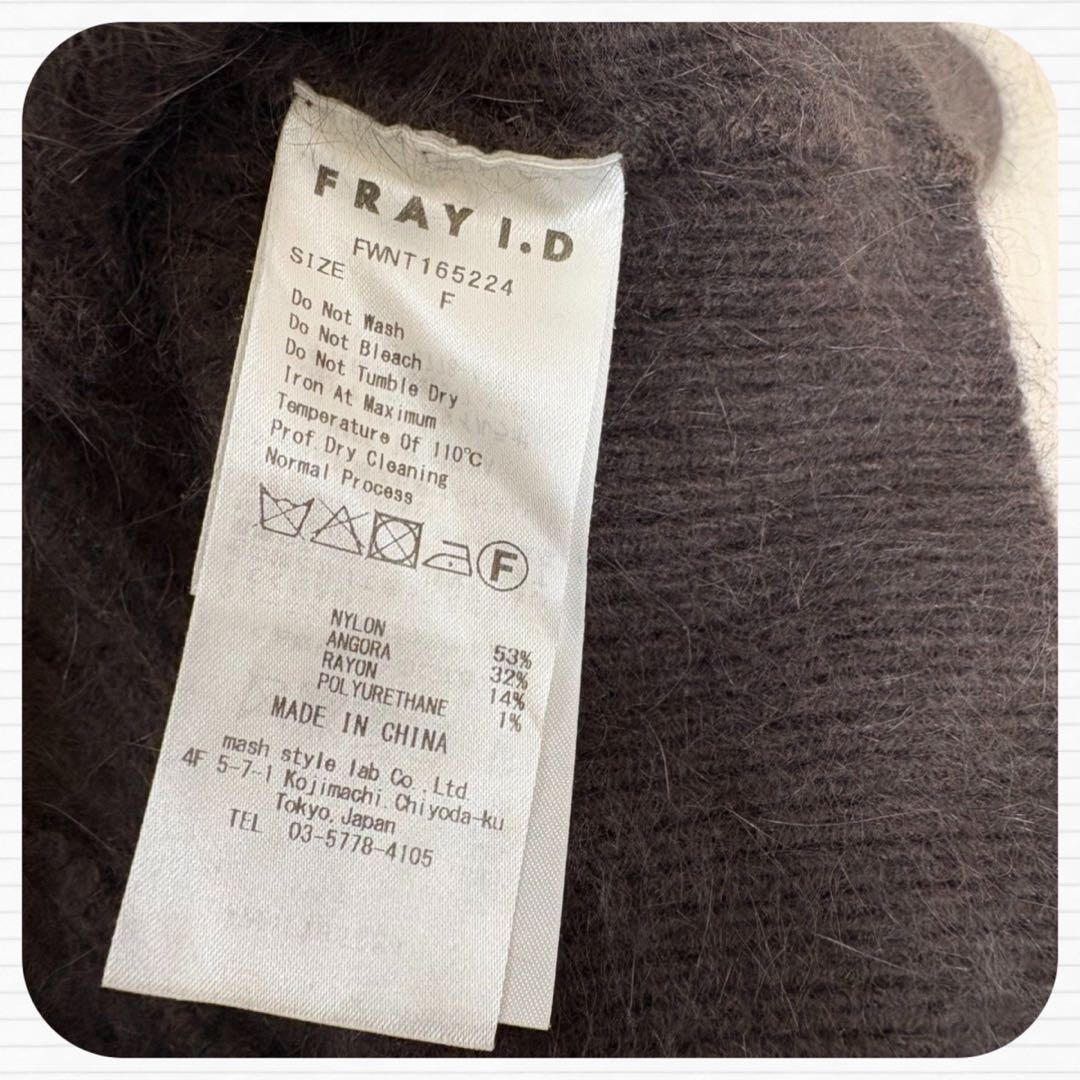 FRAY I.D
FWNT165224
SIZE F
Do Not Wash
Do Not Bleach
Do Not Tumble Dry
Iron At Maximum
Temperature Of 110℃
Prof. Dry Cleaning
Normal Process
F
NYLON 53%
ANGORA 32%
RAYON 14%
POLYURETHANE 1%
MADE IN CHINA
mash style lab Co., Ltd.
4F 5-7-1 Kojimachi, Chiyoda-ku
Tokyo, Japan
TEL 03-5778-4105